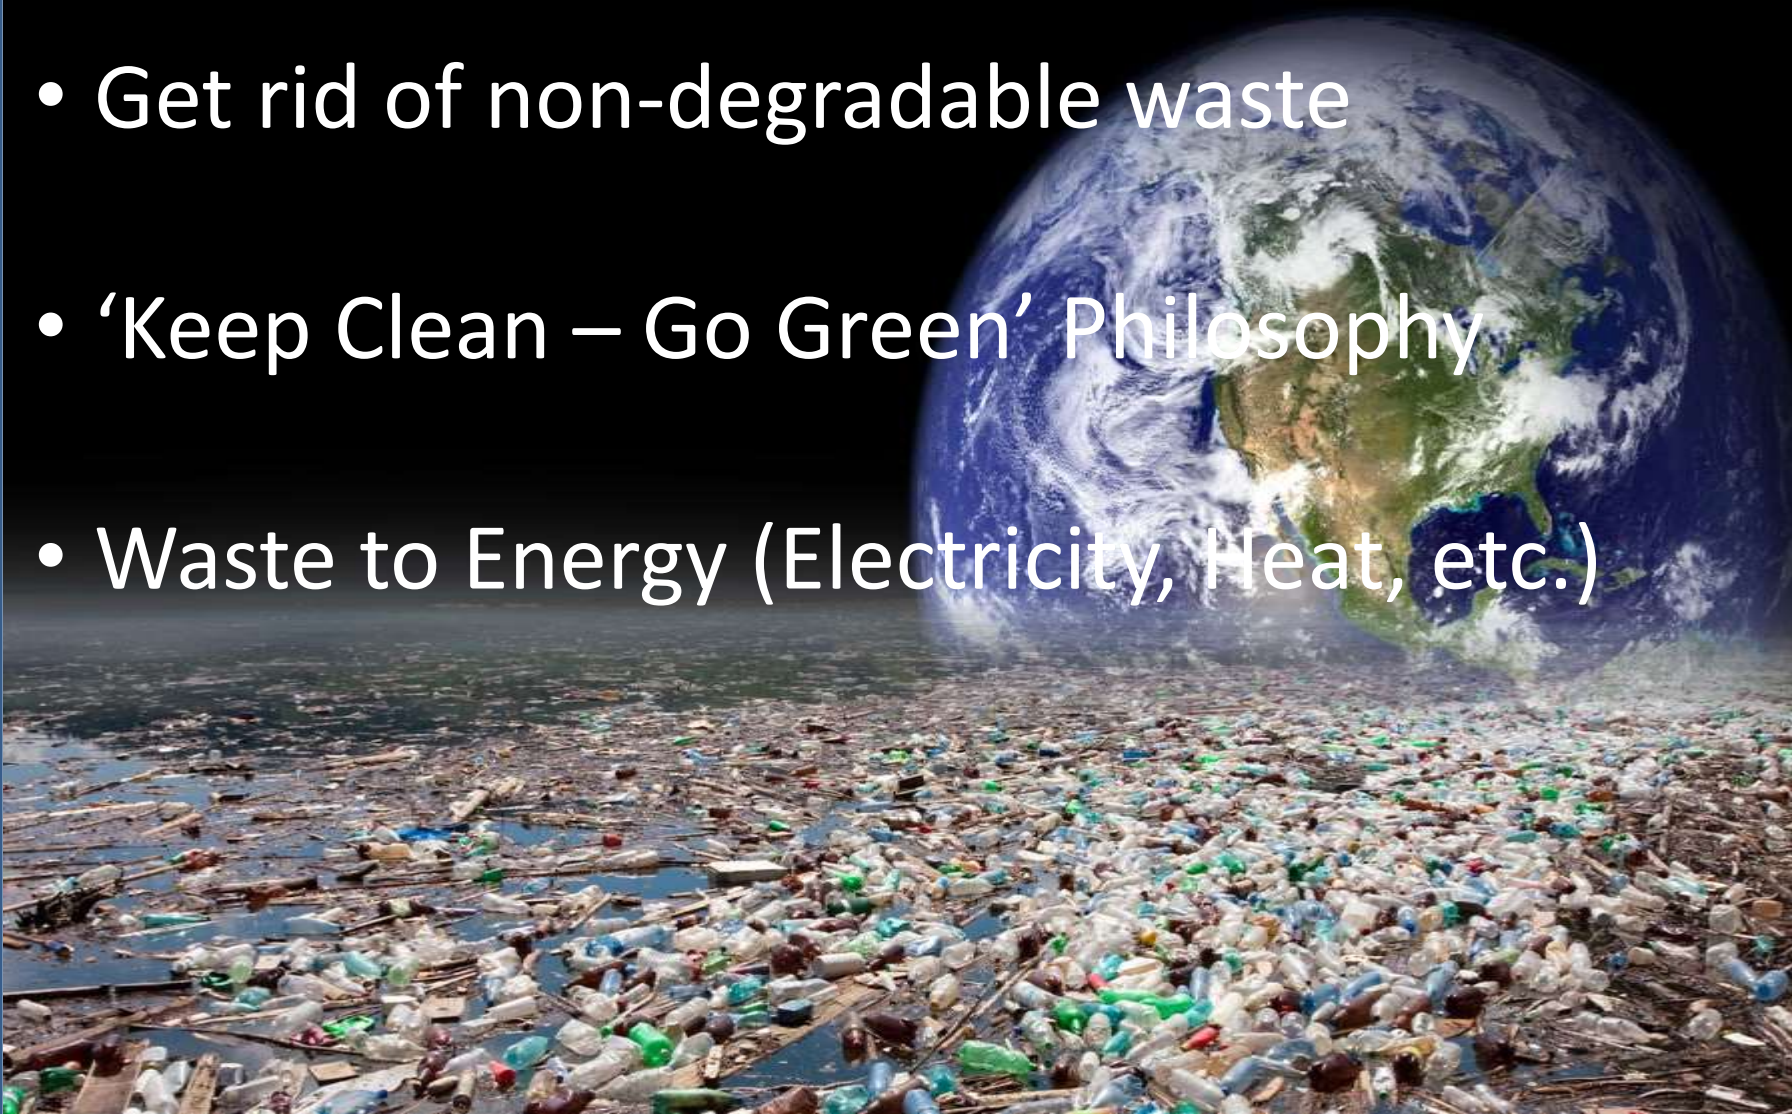 • Get rid of non-degradable waste
• ‘Keep Clean – Go Green’ Philosophy
• Waste to Energy (Electricity, Heat, etc.)